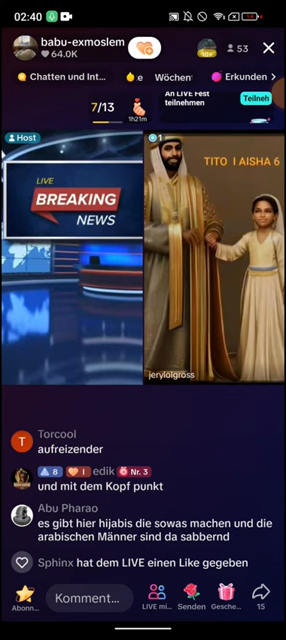 02:40
babu-exmoslem
64.0K
53
Chatten und Int...
e
Wöchen
Erkunden
7/13
1h21m
An LIVE Fest
teilnehmen
Teilneh
Host
1
LIVE
BREAKING
NEWS
TITO I AISHA 6
jerylolgross
T
Torcool
aufreizender
8
I
edik
Nr. 3
und mit dem Kopf punkt
Abu Pharao
es gibt hier hijabis die sowas machen und die
arabischen Männer sind da sabbernd
Sphinx hat dem LIVE einen Like gegeben
Komment...
Abonn...
LIVE mi...
Senden
Gesche...
15